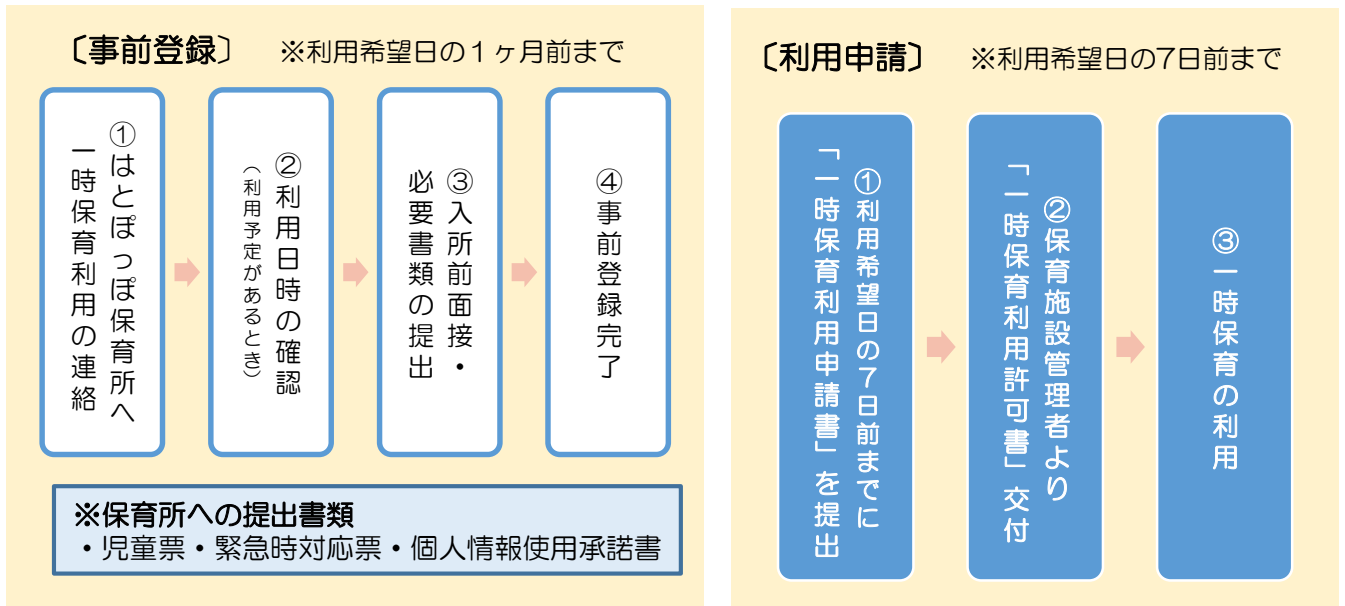 〔事前登録〕 ※利用希望日の１ヶ月前まで
①はとぽっぽ保育所へ
一時保育利用の連絡
②利用日時の確認
（利用予定があるとき）
③入所前面接・
必要書類の提出
④事前登録完了
※保育所への提出書類
・児童票・緊急時対応票・個人情報使用承諾書
〔利用申請〕 ※利用希望日の7日前まで
①利用希望日の７日前までに
「一時保育利用申請書」を提出
②保育施設管理者より
「一時保育利用許可書」交付
③一時保育の利用